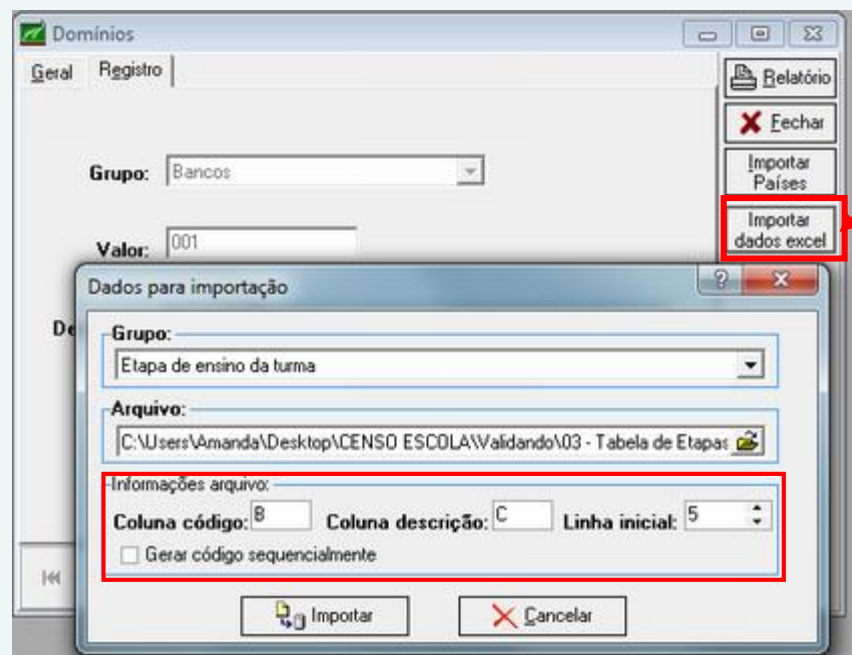 Domínios
Geral Registro
Relatório
Fechar
Grupo: Bancos
Importar
Países
Importar
dados excel
Valor: 001
Dados para importação
De
Grupo:
Etapa de ensino da turma
Arquivo:
C:\Users\Amanda\Desktop\CENSO ESCOLA\Validando\03 - Tabela de Etapas
Informações arquivo:
Coluna código: B Coluna descrição: C Linha inicial: 5
Gerar código sequencialmente
Importar Cancelar